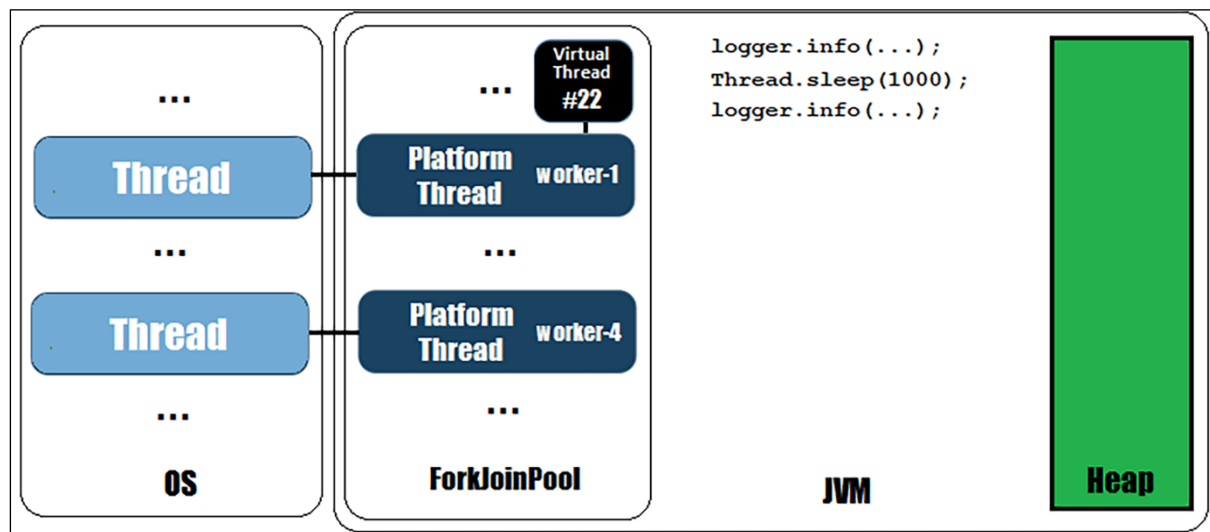 ...
Thread
...
Thread
...
OS
...
Virtual
Thread
#22
Platform
Thread
worker-1
...
Platform
Thread
worker-4
...
ForkJoinPool
logger.info(...);
Thread.sleep(1000);
logger.info(...);
JVM
Heap